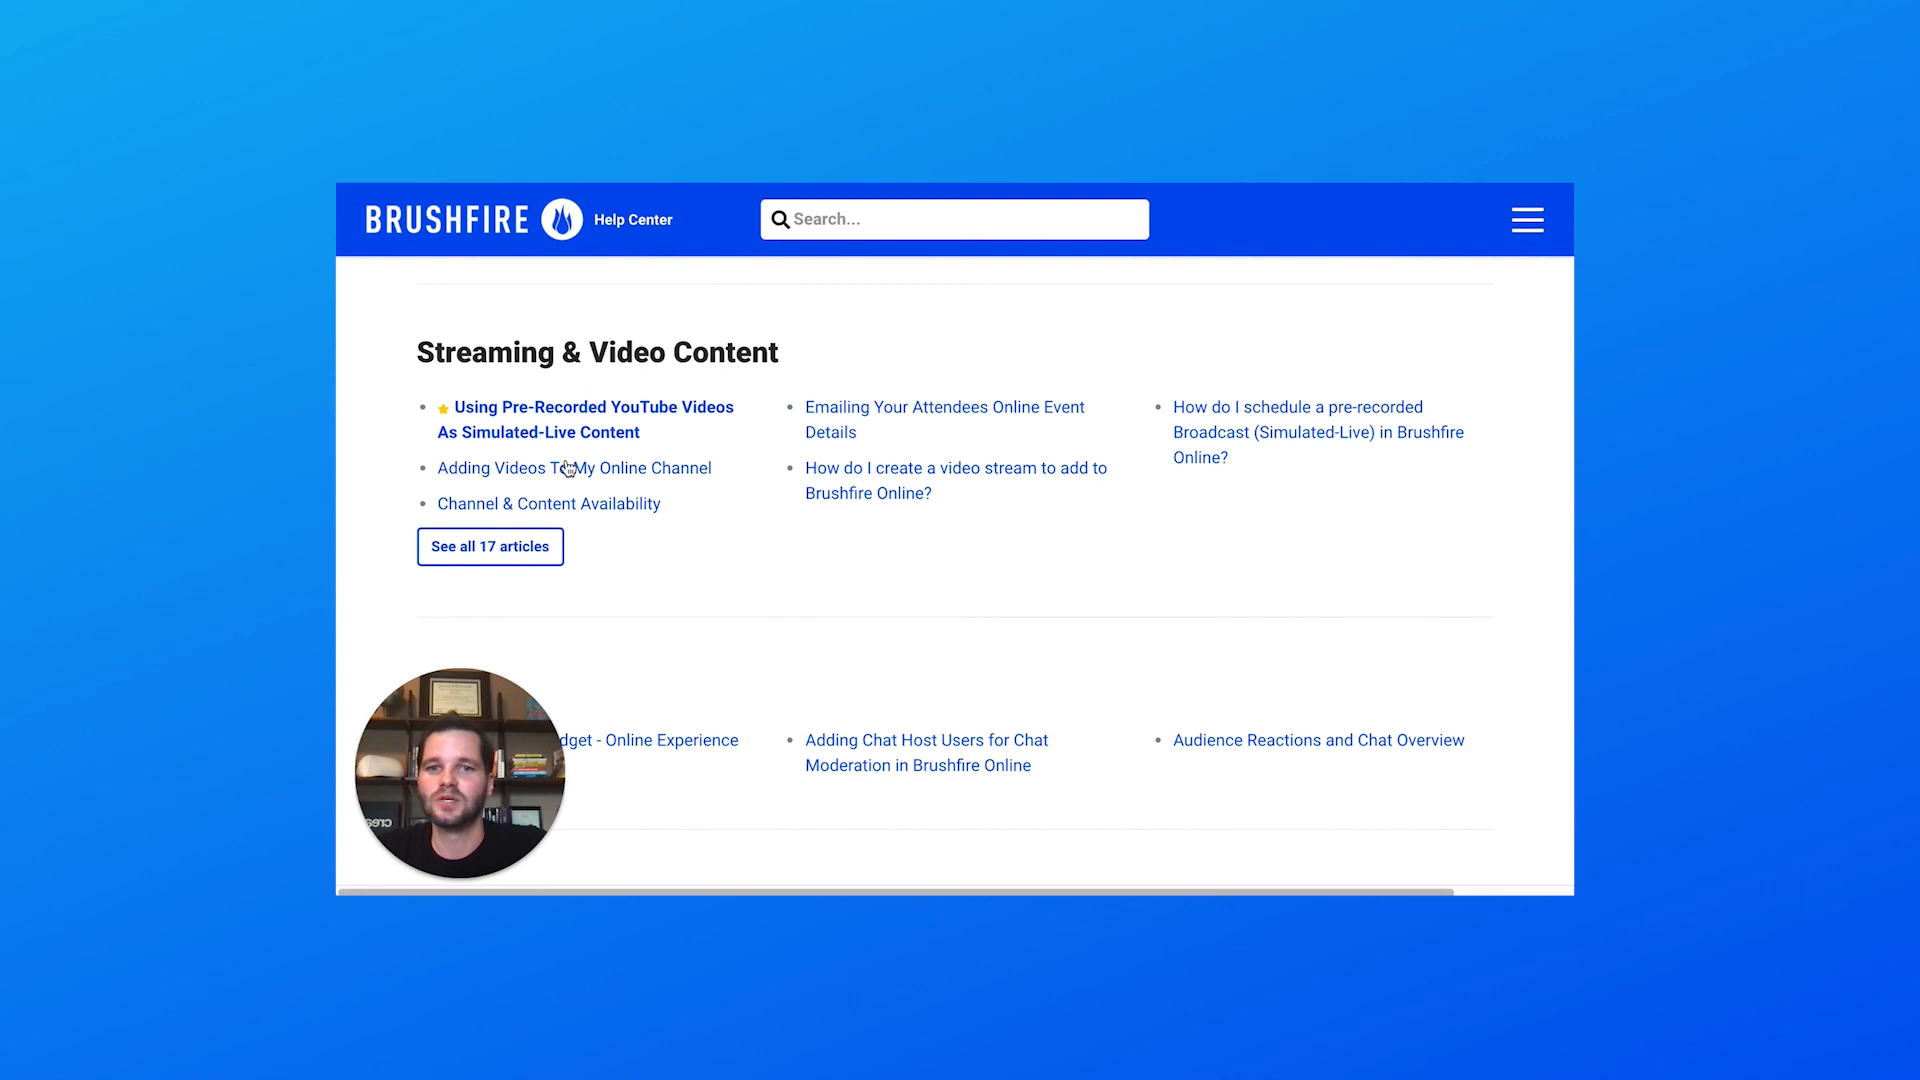 BRUSHFIRE Help Center Search...
Streaming & Video Content
Using Pre-Recorded YouTube Videos
As Simulated-Live Content
Adding Videos To My Online Channel
Channel & Content Availability
Emailing Your Attendees Online Event
Details
How do I create a video stream to add to
Brushfire Online?
How do I schedule a pre-recorded
Broadcast (Simulated-Live) in Brushfire
Online?
See all 17 articles
dget - Online Experience
Adding Chat Host Users for Chat
Moderation in Brushfire Online
Audience Reactions and Chat Overview